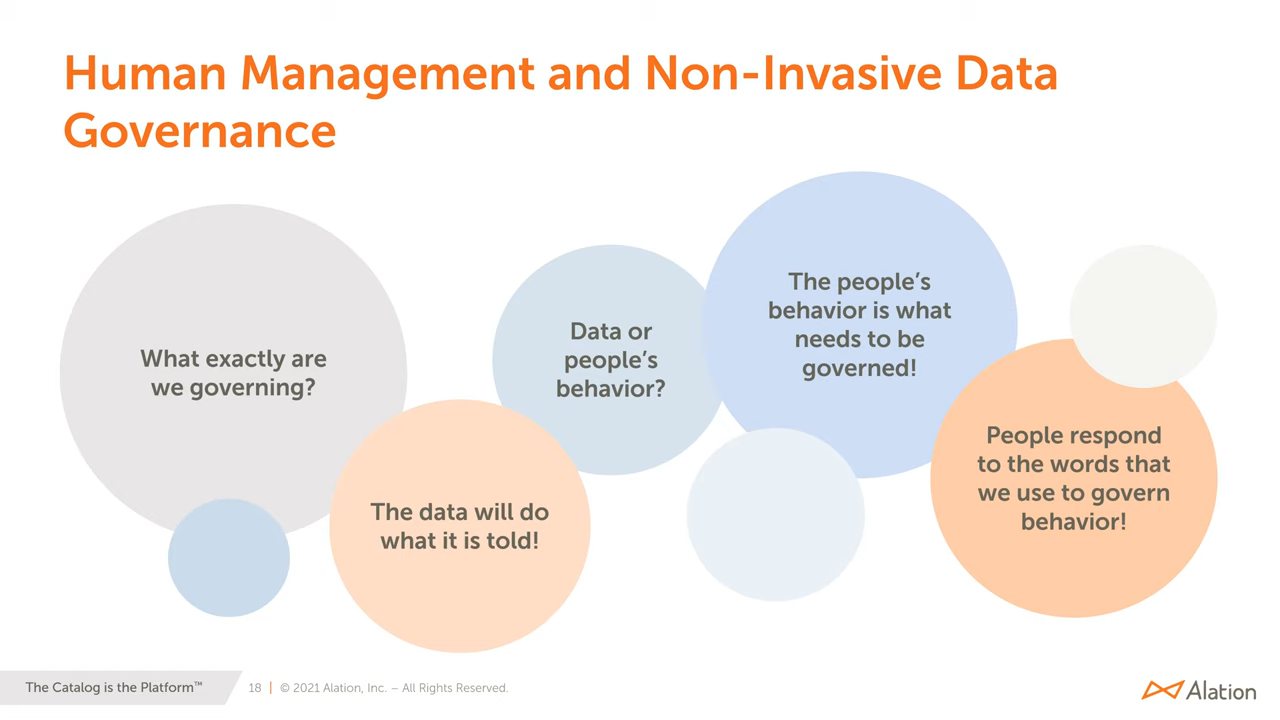 Human Management and Non-Invasive Data
Governance
What exactly are
we governing?
The data will do
what it is told!
Data or
people’s
behavior?
The people’s
behavior is what
needs to be
governed!
People respond
to the words that
we use to govern
behavior!
The Catalog is the Platform™
18 | © 2021 Alation, Inc. – All Rights Reserved.
Alation